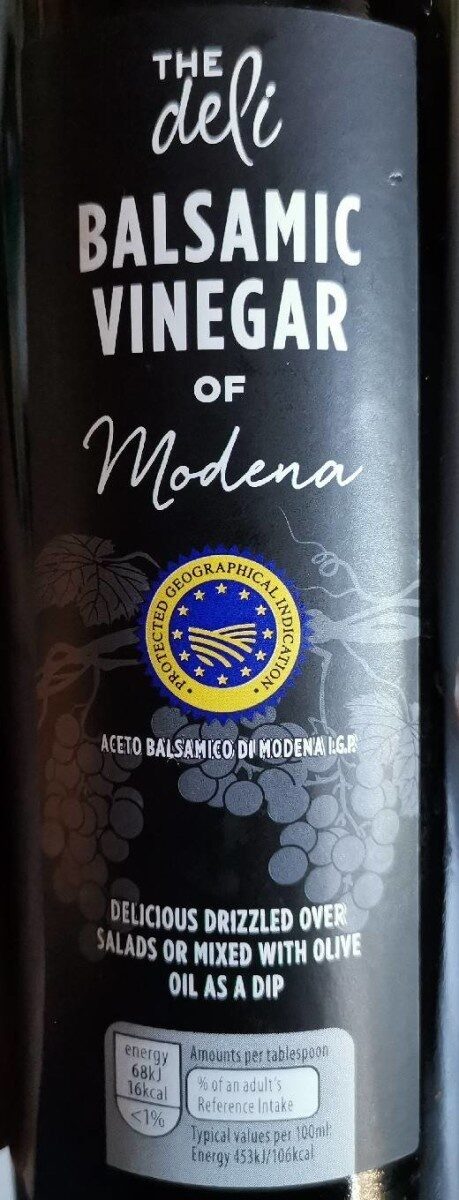 THE
deli
BALSAMIC
VINEGAR
OF
Modena
PROTECTED GEOGRAPHICAL INDICATION
ACETO BALSAMICO DI MODENA I.G.P.
DELICIOUS DRIZZLED OVER
SALADS OR MIXED WITH OLIVE
OIL AS A DIP
energy
68kJ
16kcal
<1%
Amounts per tablespoon
% of an adult's
Reference Intake
Typical values per 100ml:
Energy 453kJ/106kcal